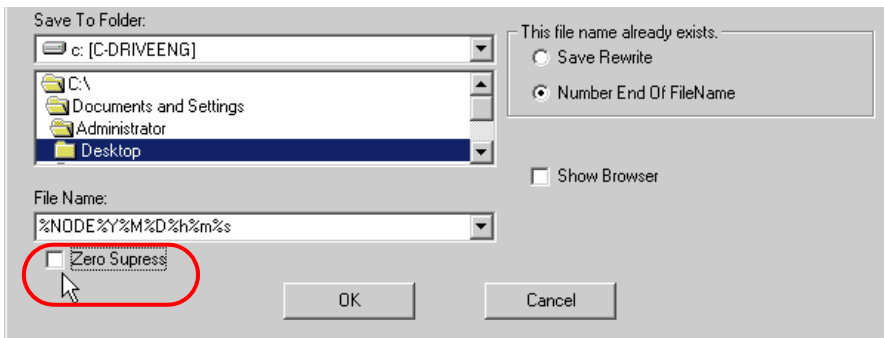 Save To Folder:
c: [C-DRIVEENG]
C:\
Documents and Settings
Administrator
Desktop
File Name:
%NODE%Y%M%D%h%m%s
Zero Supress
This file name already exists.
Save Rewrite
Number End Of FileName
Show Browser
OK
Cancel